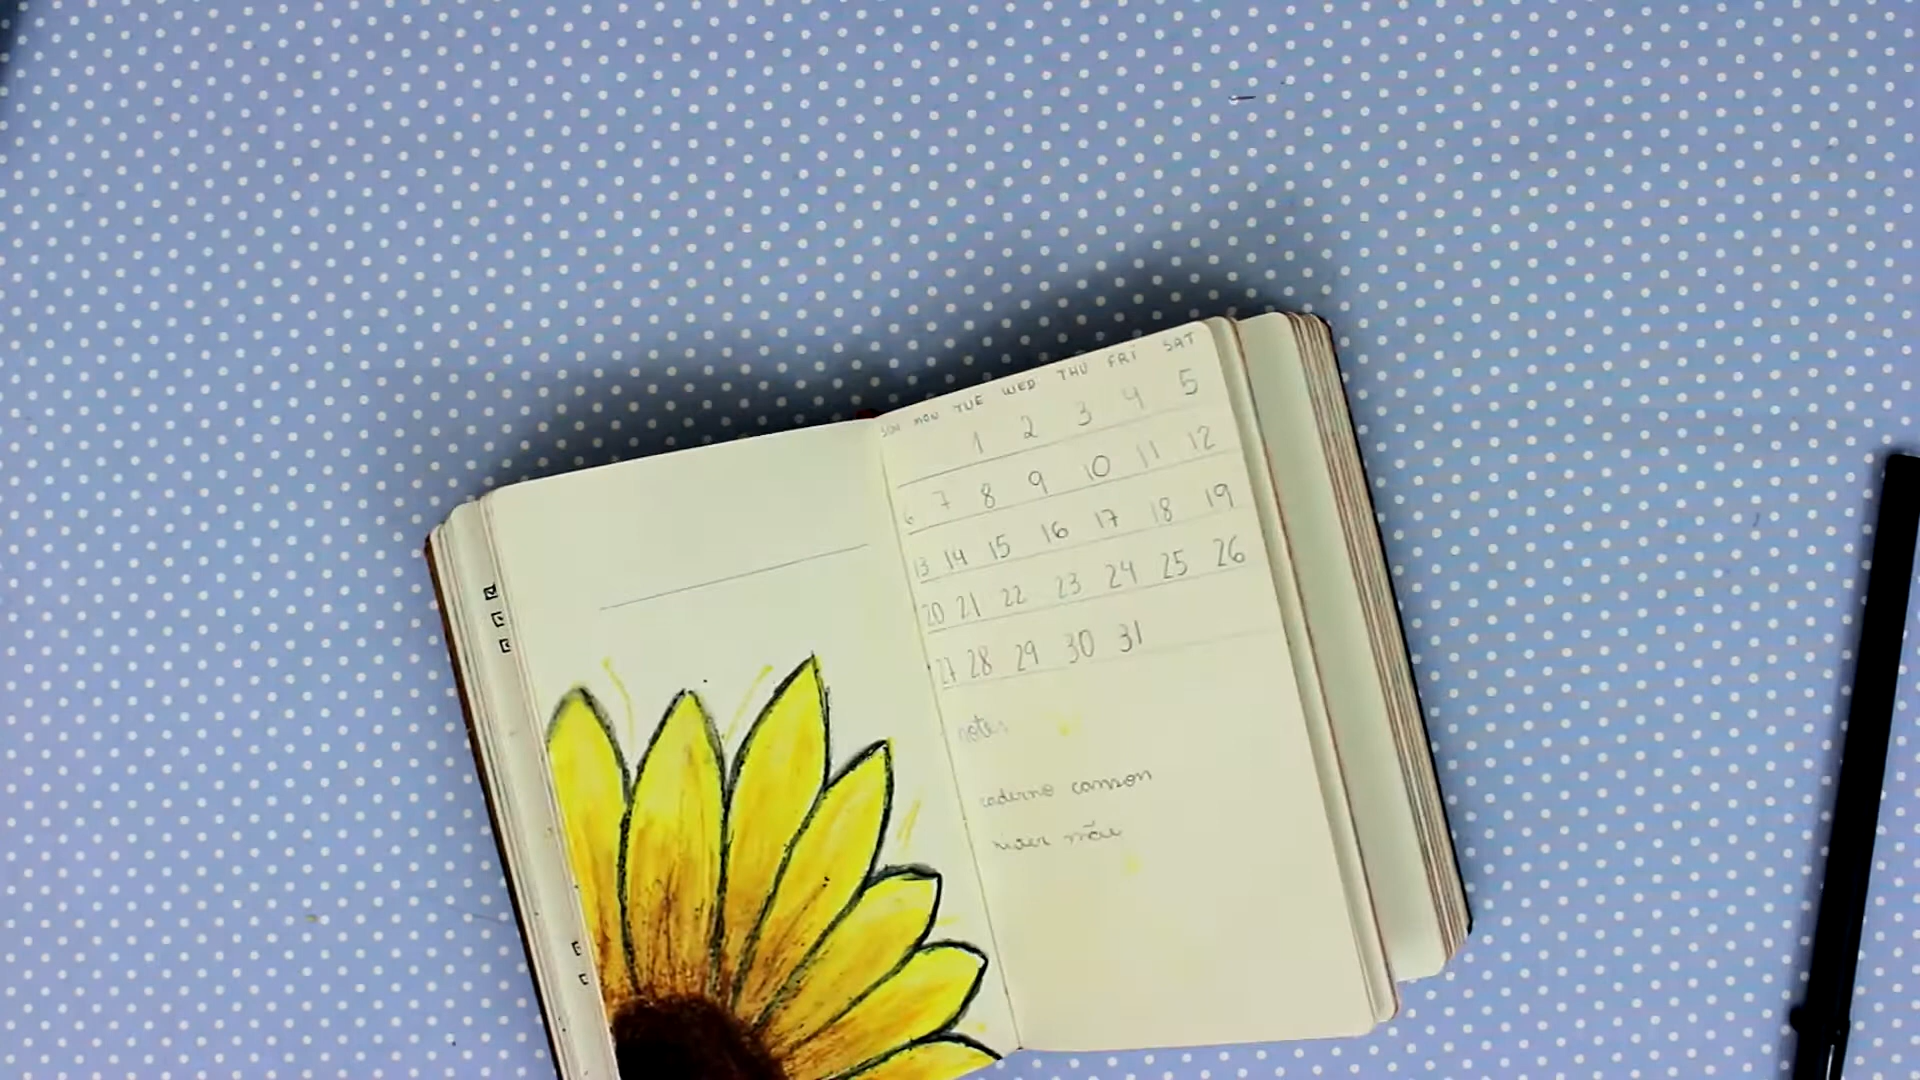 SUN MON TUE WED THU FRI SAT
1 2 3 4 5
6 7 8 9 10 11 12
13 14 15 16 17 18 19
20 21 22 23 24 25 26
27 28 29 30 31
notes
caderno canson
mãe